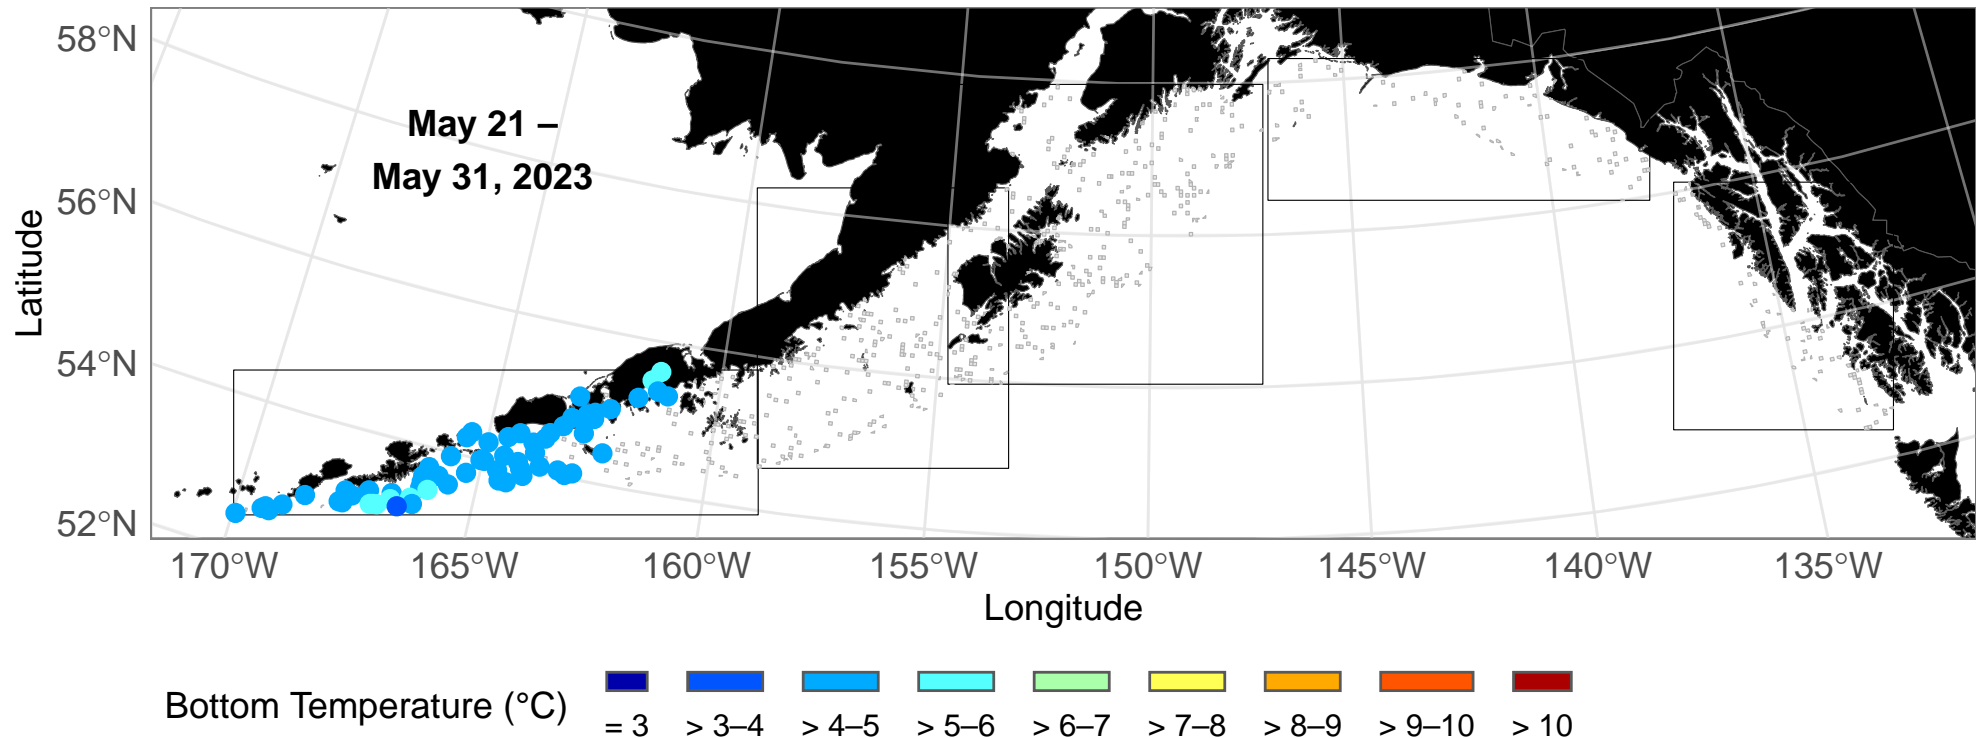 58°N
56°N
54°N
52°N
Latitude
May 21 –
May 31, 2023
170°W 165°W 160°W 155°W 150°W 145°W 140°W 135°W
Longitude
Bottom Temperature (°C)
= 3 > 3–4 > 4–5 > 5–6 > 6–7 > 7–8 > 8–9 > 9–10 > 10